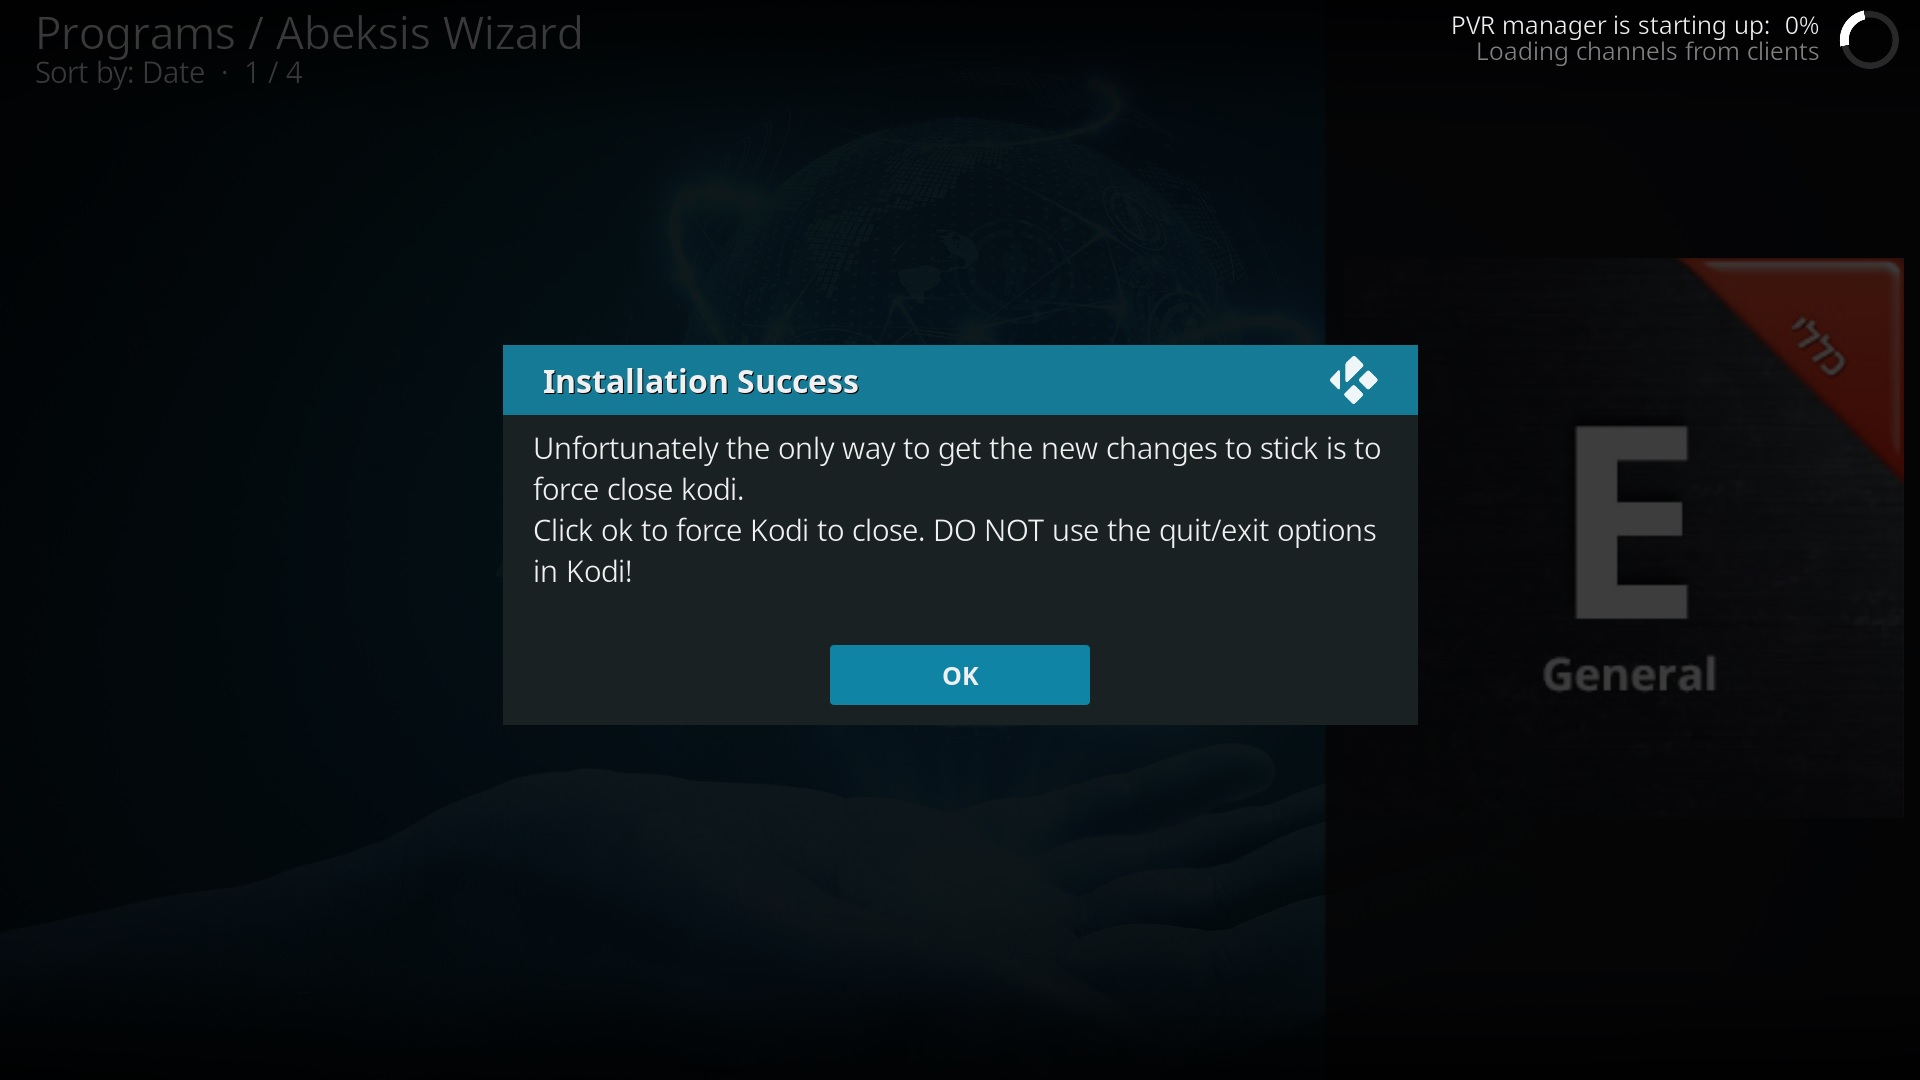 Programs / Abeksis Wizard
Sort by: Date · 1 / 4
PVR manager is starting up: 0%
Loading channels from clients
Installation Success
Unfortunately the only way to get the new changes to stick is to
force close kodi.
Click ok to force Kodi to close. DO NOT use the quit/exit options
in Kodi!
OK
כללי
E
General